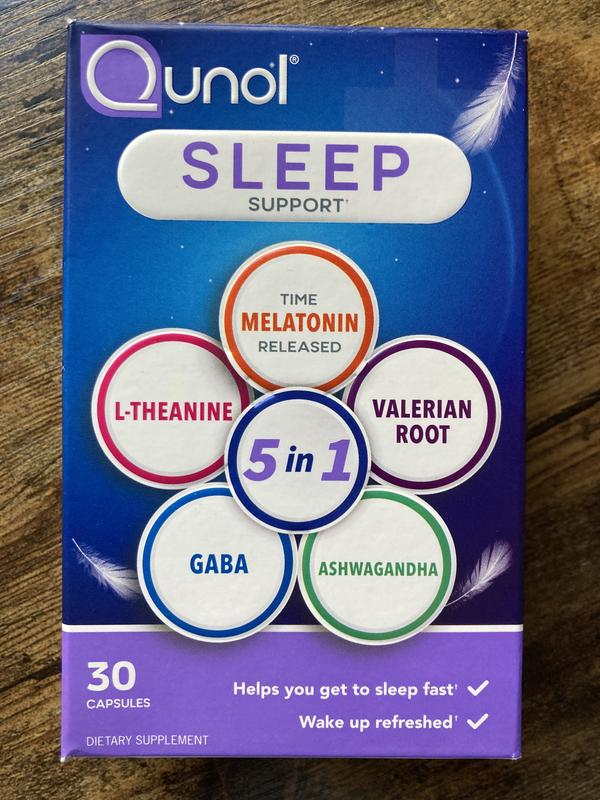 Qunol®
SLEEP
SUPPORT†
TIME
MELATONIN
RELEASED
L-THEANINE
VALERIAN
ROOT
5 in 1
GABA
ASHWAGANDHA
30
CAPSULES
Helps you get to sleep fast†
Wake up refreshed†
DIETARY SUPPLEMENT